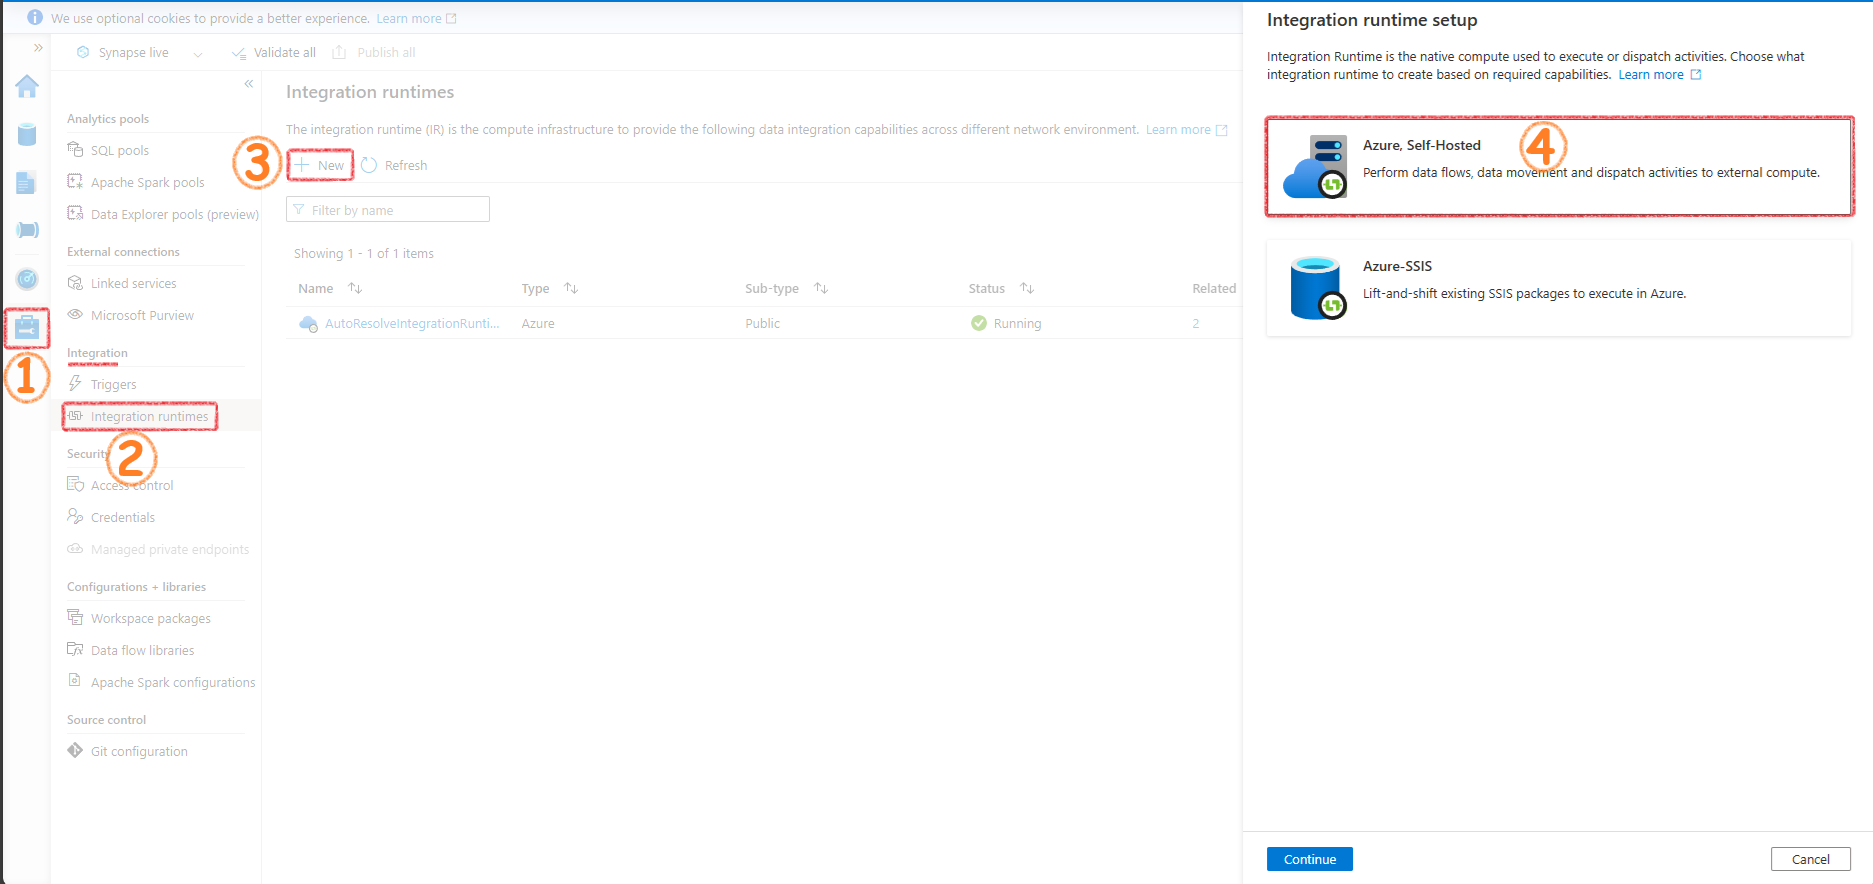 We use optional cookies to provide a better experience. Learn more
Synapse live
Validate all
Publish all
Analytics pools
SQL pools
Apache Spark pools
Data Explorer pools (preview)
External connections
Linked services
Microsoft Purview
Integration
1
Triggers
Integration runtimes
2
Security
Access control
Credentials
Managed private endpoints
Configurations + libraries
Workspace packages
Data flow libraries
Apache Spark configurations
Source control
Git configuration
Integration runtimes
The integration runtime (IR) is the compute infrastructure to provide the following data integration capabilities across different network environment. Learn more
3
New
Refresh
Filter by name
Showing 1 - 1 of 1 items
Name Type Sub-type Status Related
AutoResolveIntegrationRunti... Azure Public Running 2
Integration runtime setup
Integration Runtime is the native compute used to execute or dispatch activities. Choose what
integration runtime to create based on required capabilities. Learn more
Azure, Self-Hosted
4
Perform data flows, data movement and dispatch activities to external compute.
Azure-SSIS
Lift-and-shift existing SSIS packages to execute in Azure.
Continue
Cancel